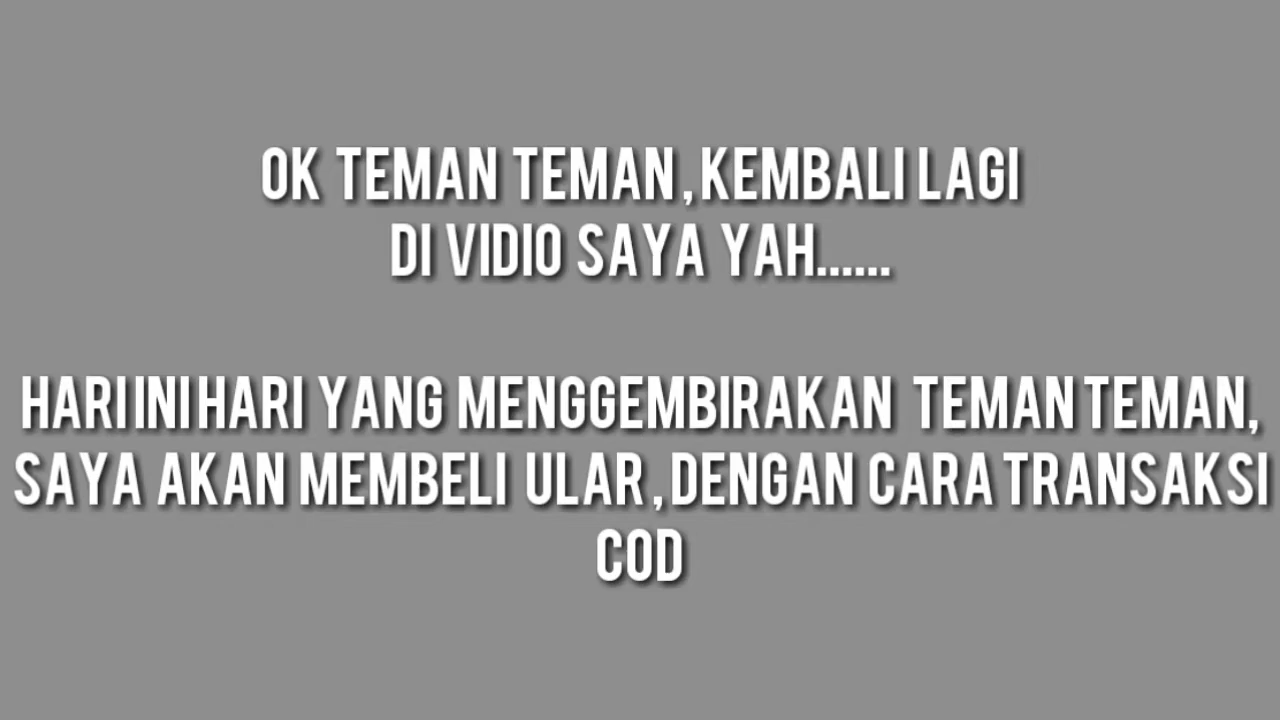 OK TEMAN TEMAN, KEMBALI LAGI
DI VIDIO SAYA YAH......
HARI INI HARI YANG MENGGEMBIRAKAN TEMAN TEMAN,
SAYA AKAN MEMBELI ULAR, DENGAN CARA TRANSAKSI
COD